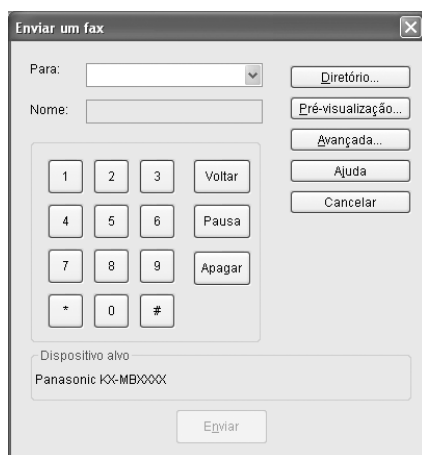 Enviar um fax
Para:
Diretório...
Nome:
Pré-visualização...
Avançada...
1 2 3 Voltar
Ajuda
Cancelar
4 5 6 Pausa
7 8 9 Apagar
* 0 #
Dispositivo alvo
Panasonic KX-MBXXXX
Enviar